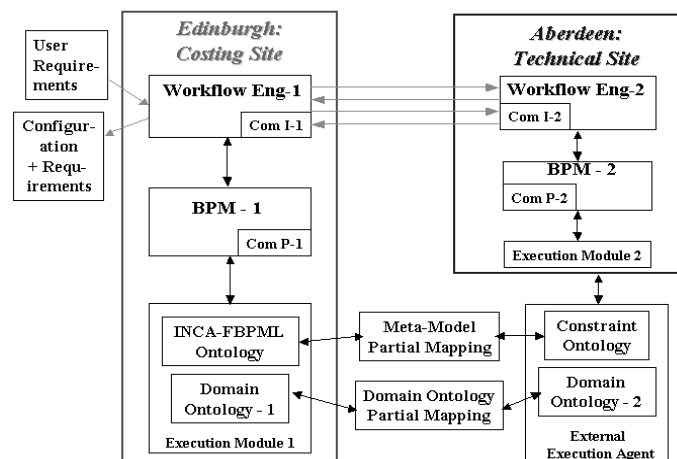 Edinburgh:
Costing Site
Aberdeen:
Technical Site
User
Require-
ments
Workflow Eng-1
Com I-1
Workflow Eng-2
Com I-2
Configur-
ation
+ Requ-
irements
BPM - 1
Com P-1
BPM - 2
Com P-2
Execution Module 2
INCA-FBPML
Ontology
Meta-Model
Partial Mapping
Constraint
Ontology
Domain
Ontology - 1
Domain Ontology
Partial Mapping
Domain
Ontology - 2
Execution Module 1
External
Execution Agent